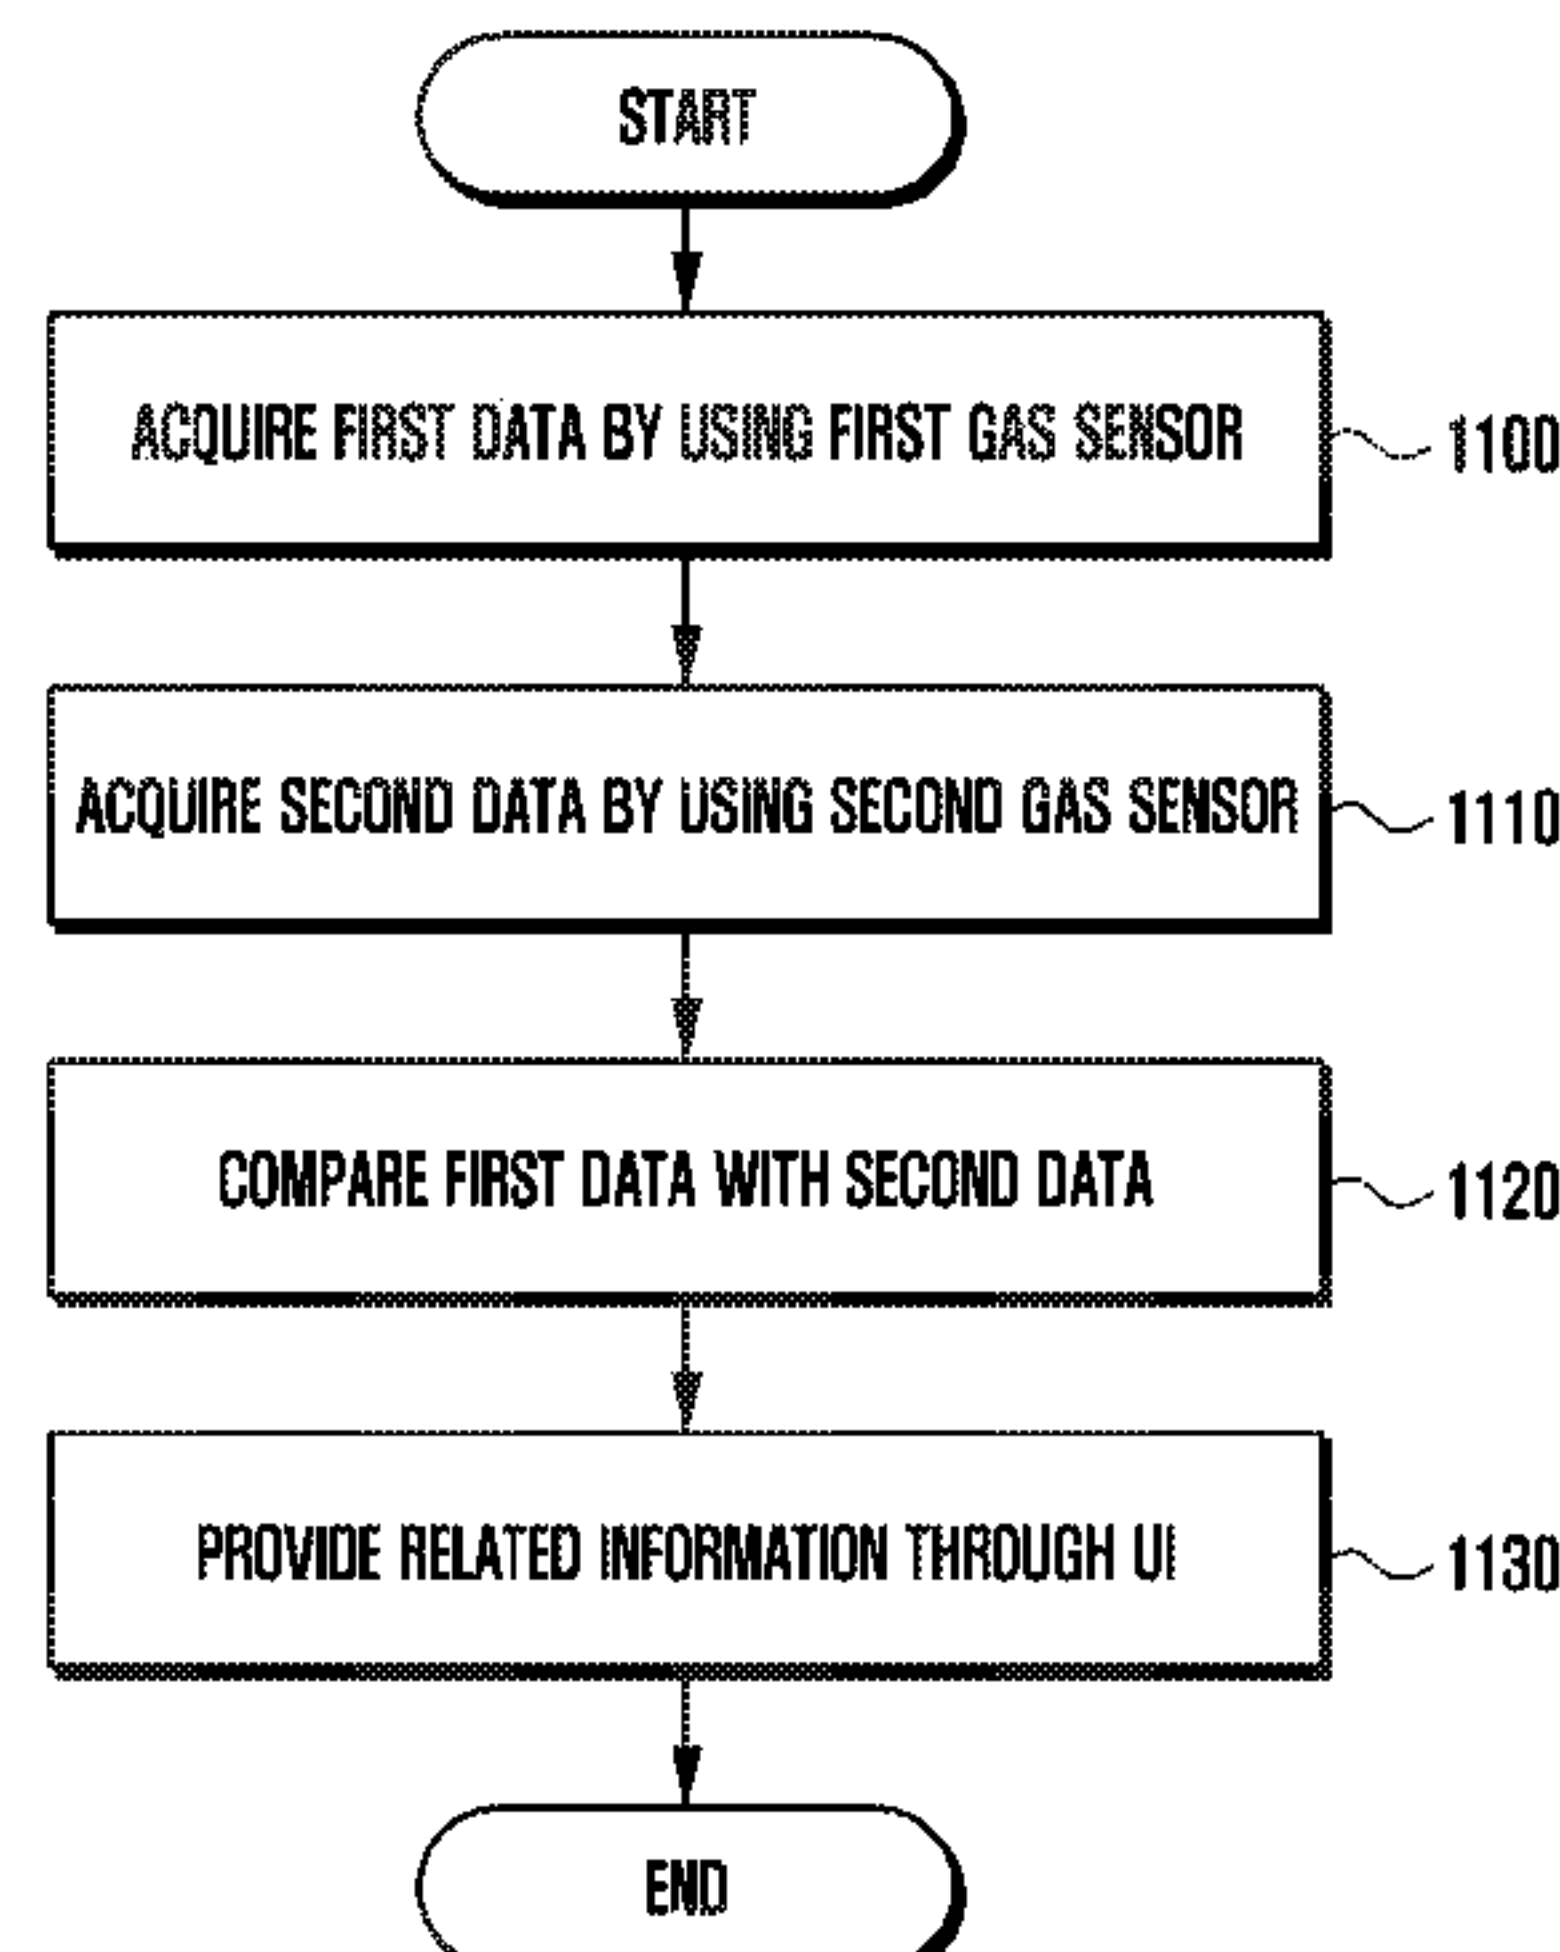 START
ACQUIRE FIRST DATA BY USING FIRST GAS SENSOR
1100
ACQUIRE SECOND DATA BY USING SECOND GAS SENSOR
1110
COMPARE FIRST DATA WITH SECOND DATA
1120
PROVIDE RELATED INFORMATION THROUGH UI
1130
END